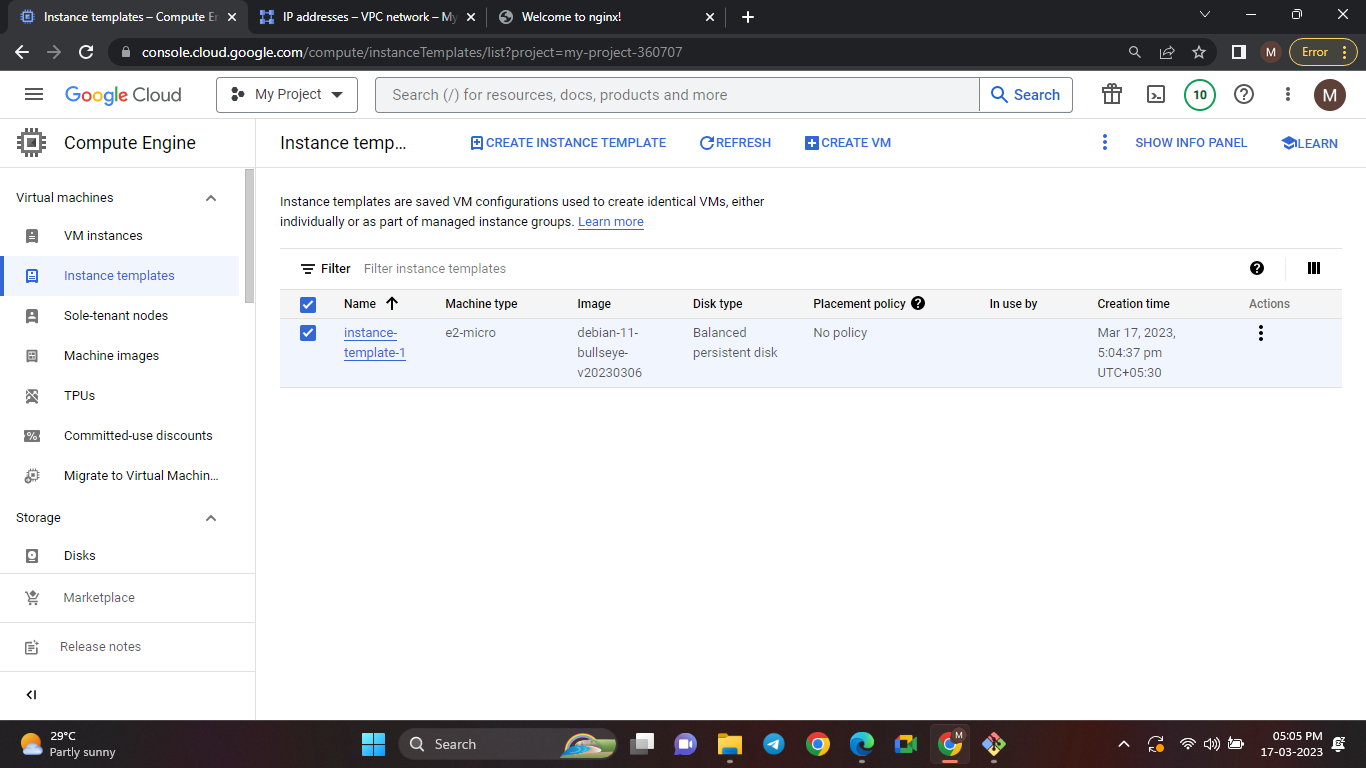 Instance templates – Compute En
IP addresses – VPC network – My
Welcome to nginx!
console.cloud.google.com/compute/instanceTemplates/list?project=my-project-360707
M
Error
Google Cloud
My Project
Search (/) for resources, docs, products and more
Search
10
M
Compute Engine
Instance temp...
CREATE INSTANCE TEMPLATE
REFRESH
CREATE VM
SHOW INFO PANEL
LEARN
Virtual machines
VM instances
Instance templates
Sole-tenant nodes
Machine images
TPUs
Committed-use discounts
Migrate to Virtual Machin...
Storage
Disks
Marketplace
Release notes
Instance templates are saved VM configurations used to create identical VMs, either
individually or as part of managed instance groups. Learn more
Filter
Filter instance templates
Name
Machine type
Image
Disk type
Placement policy
In use by
Creation time
Actions
instance-
template-1
e2-micro
debian-11-
bullseye-
v20230306
Balanced
persistent disk
No policy
Mar 17, 2023,
5:04:37 pm
UTC+05:30
29°C
Partly sunny
Search
M
05:05 PM
17-03-2023